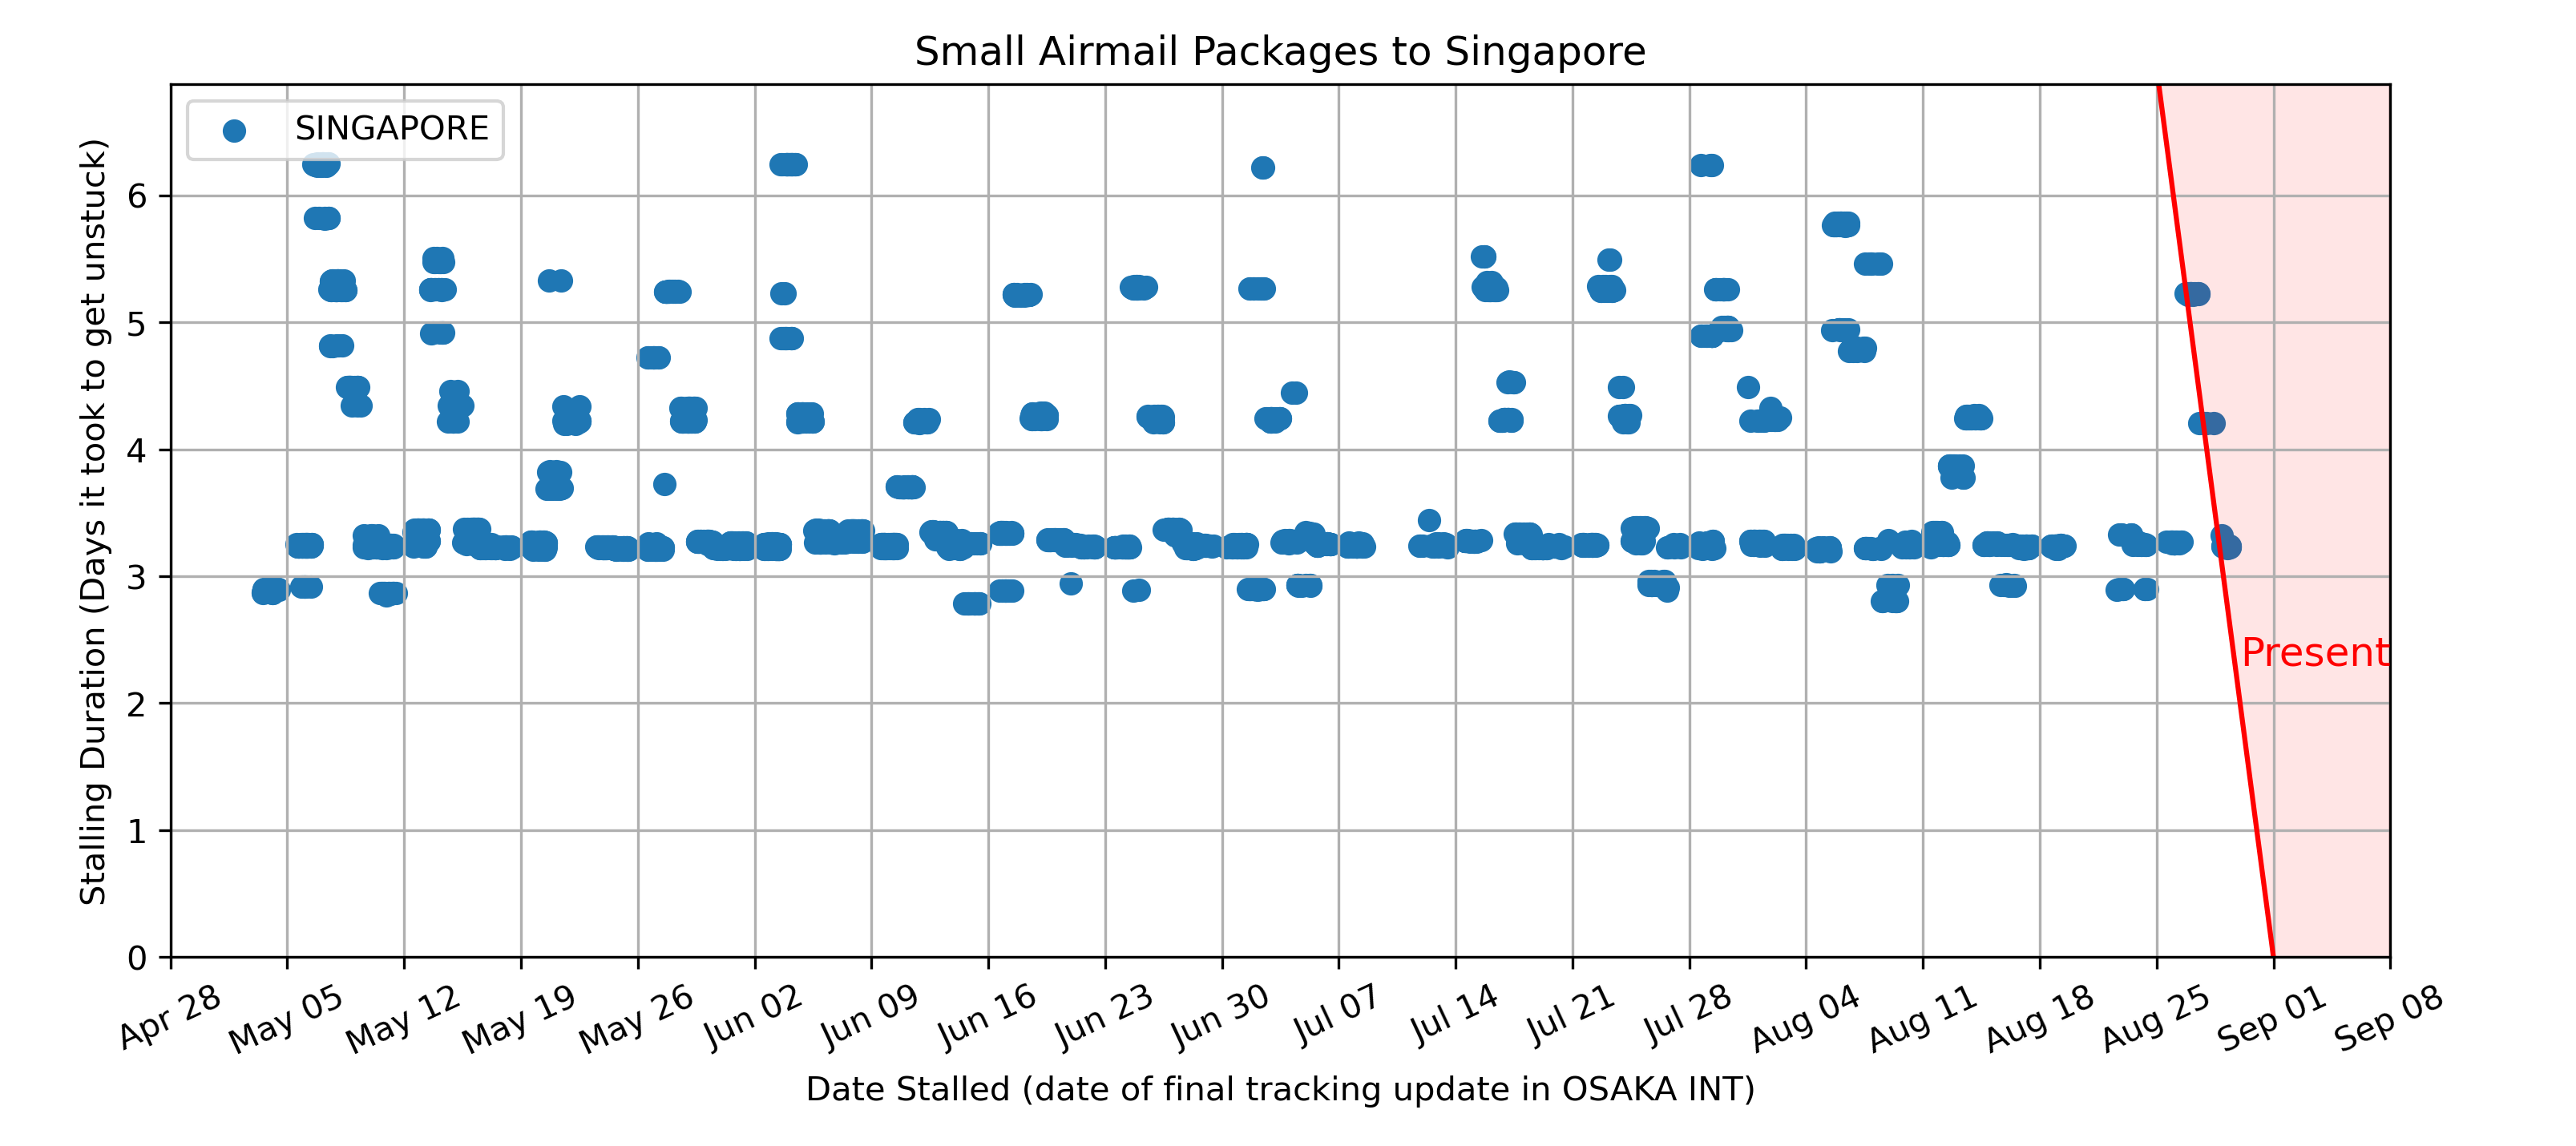 Small Airmail Packages to Singapore
SINGAPORE
Stalling Duration (Days it took to get unstuck)
6
5
4
3
2
1
0
Present
Apr 28
May 05
May 12
May 19
May 26
Jun 02
Jun 09
Jun 16
Jun 23
Jun 30
Jul 07
Jul 14
Jul 21
Jul 28
Aug 04
Aug 11
Aug 18
Aug 25
Sep 01
Sep 08
Date Stalled (date of final tracking update in OSAKA INT)